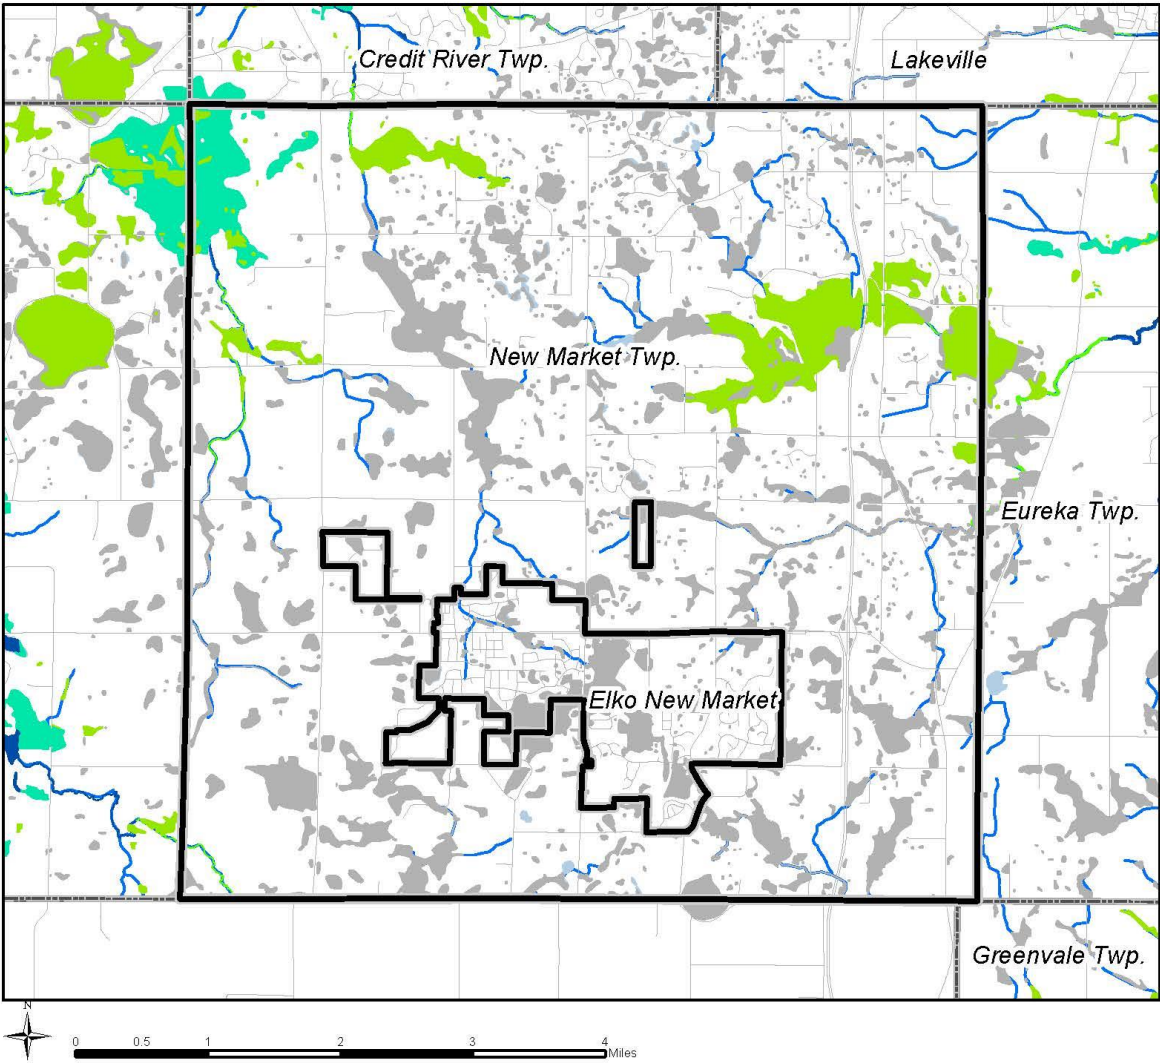 Credit River Twp.
Lakeville
New Market Twp.
Eureka Twp.
Elko New Market
Greenvale Twp.
N
0 0.5 1 2 3 4
Miles